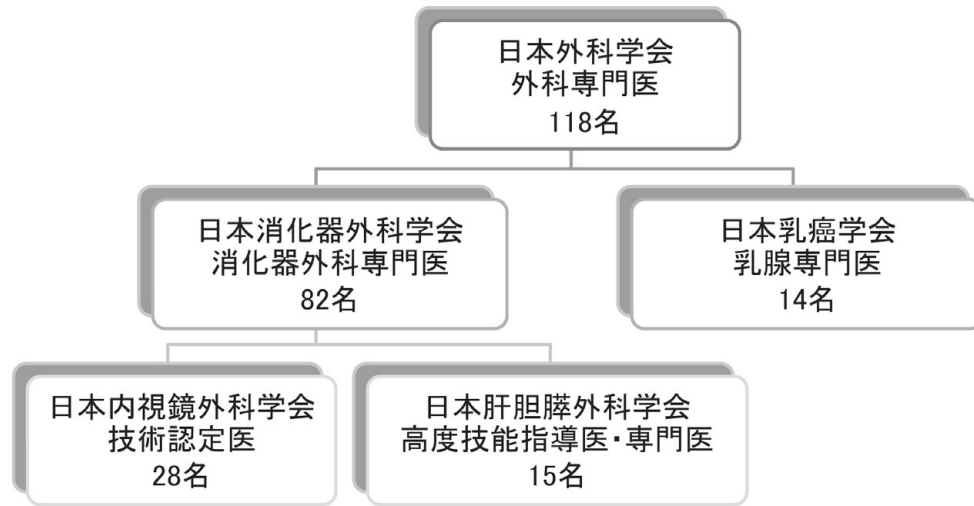 日本外科学会
外科専門医
118名
日本消化器外科学会
消化器外科専門医
82名
日本乳癌学会
乳腺専門医
14名
日本内視鏡外科学会
技術認定医
28名
日本肝胆膵外科学会
高度技能指導医・専門医
15名